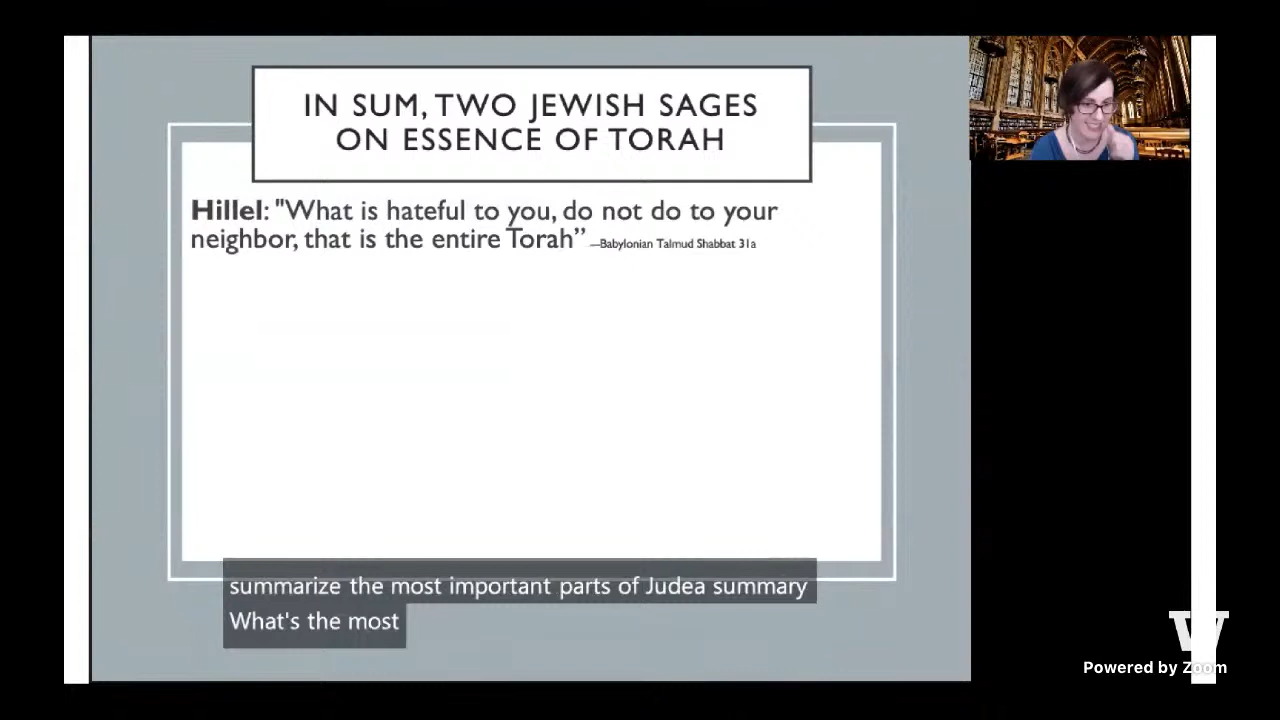 IN SUM, TWO JEWISH SAGES
ON ESSENCE OF TORAH
Hillel: "What is hateful to you, do not do to your
neighbor, that is the entire Torah” —Babylonian Talmud Shabbat 31a
summarize the most important parts of Judea summary
What's the most
W
Powered by Zoom